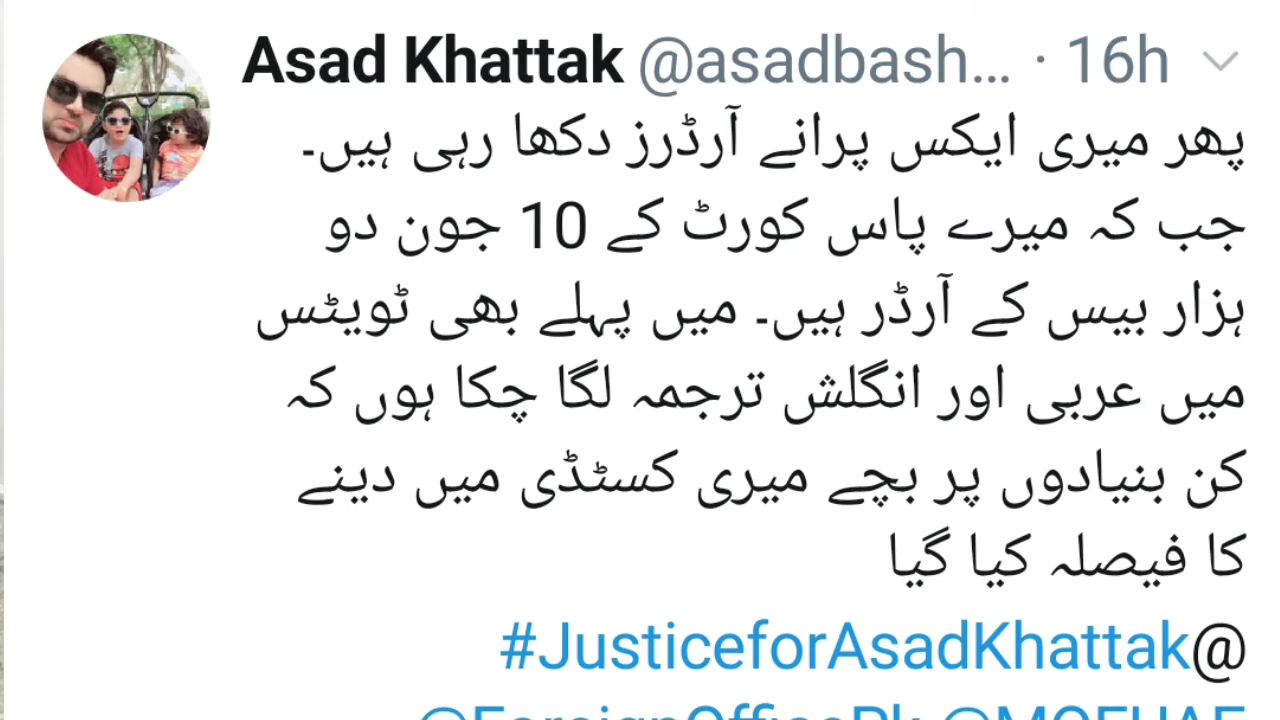 Asad Khattak @asadbash... · 16h
پھر میری ایکس پرانے آرڈرز دکھا رہی ہیں۔
جب کہ میرے پاس کورٹ کے 10 جون دو
ہزار بیس کے آرڈر ہیں۔ میں پہلے بھی ٹویٹس
میں عربی اور انگلش ترجمہ لگا چکا ہوں کہ
کن بنیادوں پر بچے میری کسٹڈی میں دینے
کا فیصلہ کیا گیا
#JusticeforAsadKhattak@
@ForeignOfficePk @MOFUAE